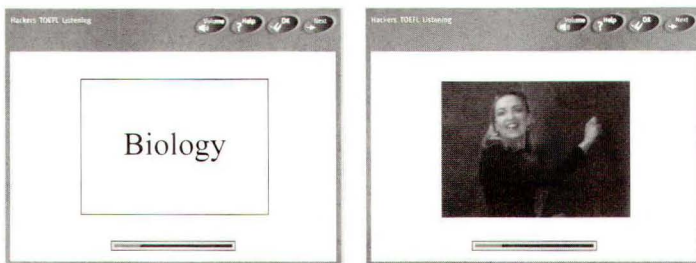 Hackers TOEFL Listening
Volume
Help
OK
Next
Biology
Hackers TOEFL Listening
Volume
Help
OK
Next